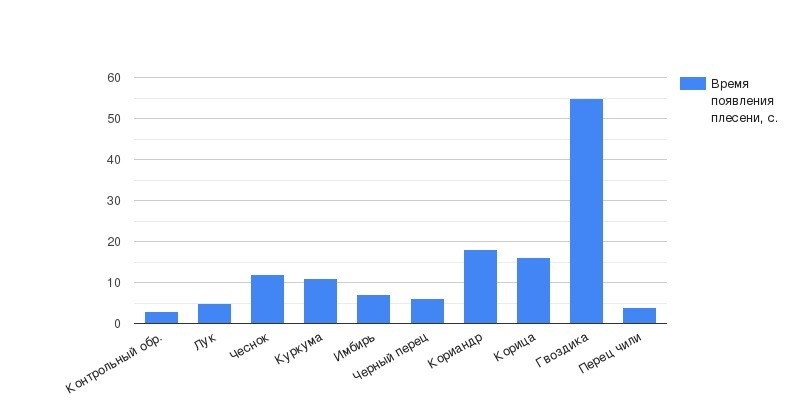 60
50
40
30
20
10
0
Время
появления
плесени, с.
Контрольный обр.
Лук
Чеснок
Куркума
Имбирь
Черный перец
Кориандр
Корица
Гвоздика
Перец чили